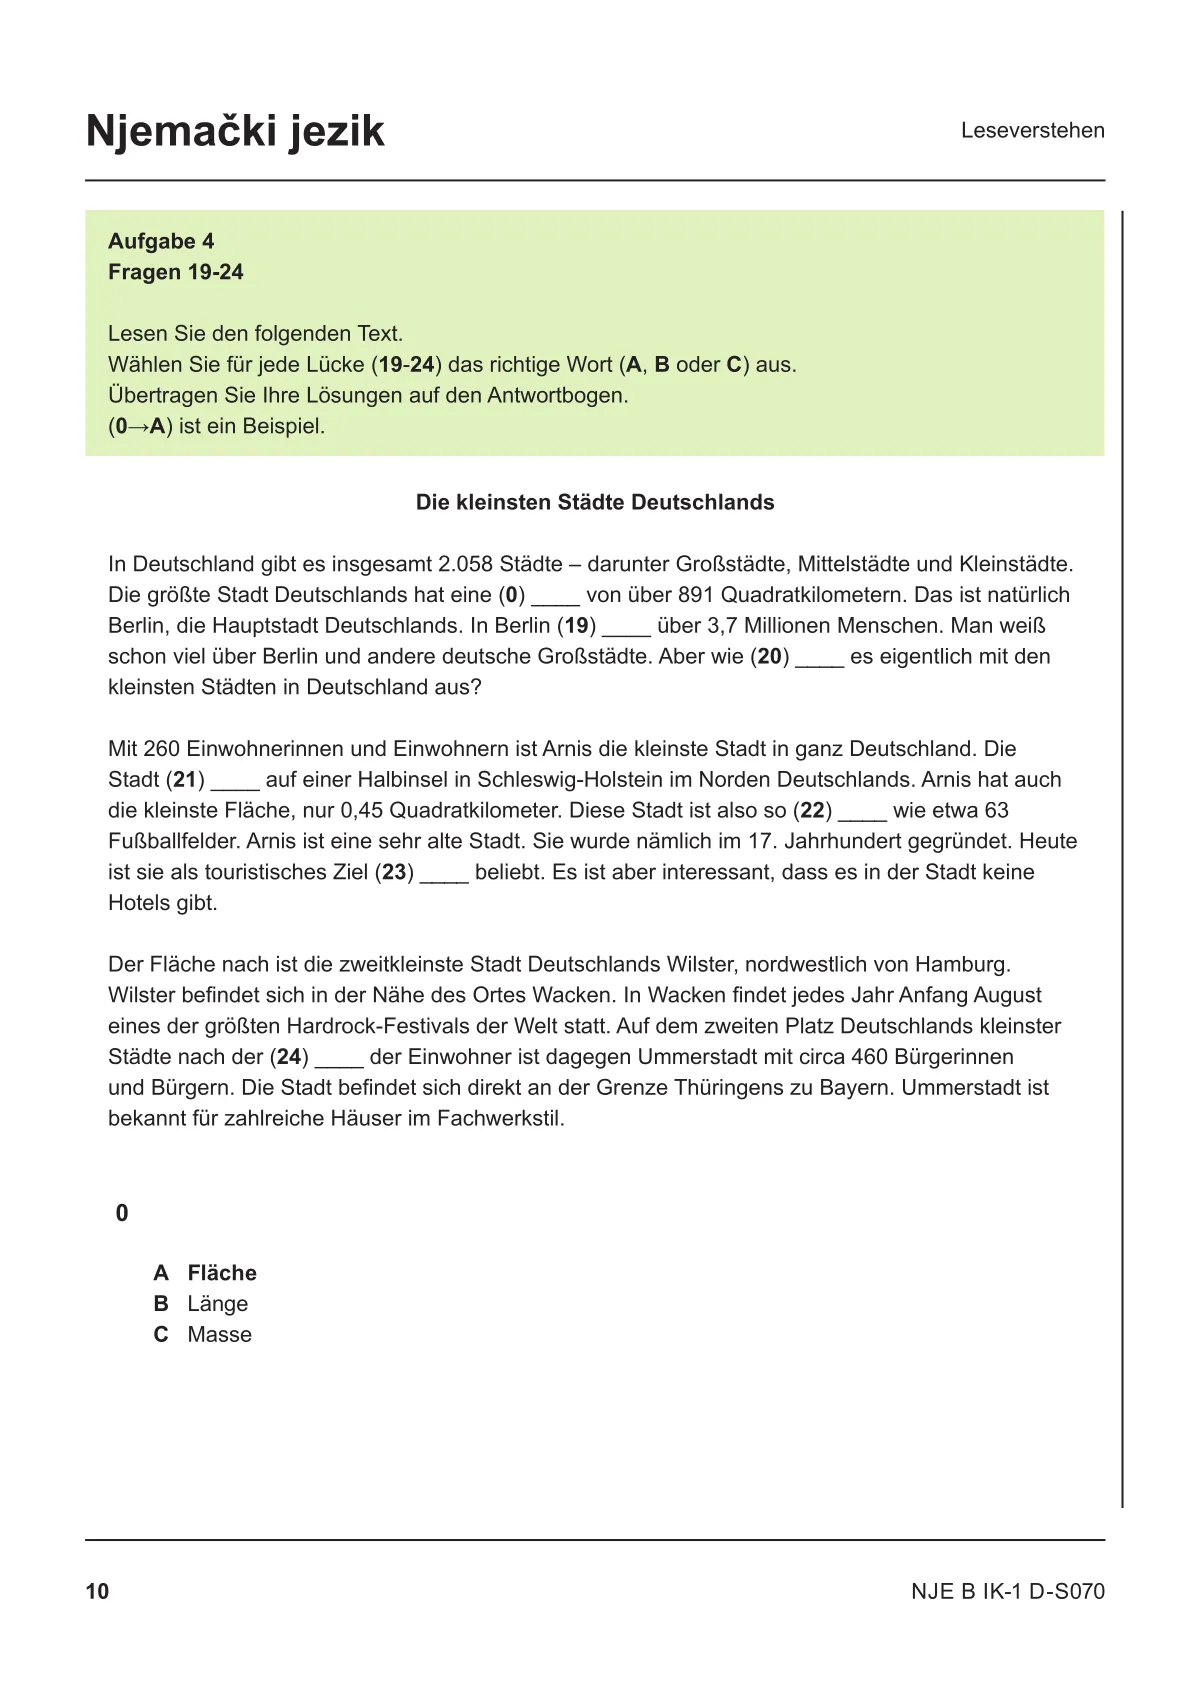 Njemački jezik
Leseverstehen
Aufgabe 4
Fragen 19-24
Lesen Sie den folgenden Text.
Wählen Sie für jede Lücke (19-24) das richtige Wort (A, B oder C) aus.
Übertragen Sie Ihre Lösungen auf den Antwortbogen.
(0→A) ist ein Beispiel.
Die kleinsten Städte Deutschlands
In Deutschland gibt es insgesamt 2.058 Städte – darunter Großstädte, Mittelstädte und Kleinstädte.
Die größte Stadt Deutschlands hat eine (0) ____ von über 891 Quadratkilometern. Das ist natürlich
Berlin, die Hauptstadt Deutschlands. In Berlin (19) ____ über 3,7 Millionen Menschen. Man weiß
schon viel über Berlin und andere deutsche Großstädte. Aber wie (20) ____ es eigentlich mit den
kleinsten Städten in Deutschland aus?
Mit 260 Einwohnerinnen und Einwohnern ist Arnis die kleinste Stadt in ganz Deutschland. Die
Stadt (21) ____ auf einer Halbinsel in Schleswig-Holstein im Norden Deutschlands. Arnis hat auch
die kleinste Fläche, nur 0,45 Quadratkilometer. Diese Stadt ist also so (22) ____ wie etwa 63
Fußballfelder. Arnis ist eine sehr alte Stadt. Sie wurde nämlich im 17. Jahrhundert gegründet. Heute
ist sie als touristisches Ziel (23) ____ beliebt. Es ist aber interessant, dass es in der Stadt keine
Hotels gibt.
Der Fläche nach ist die zweitkleinste Stadt Deutschlands Wilster, nordwestlich von Hamburg.
Wilster befindet sich in der Nähe des Ortes Wacken. In Wacken findet jedes Jahr Anfang August
eines der größten Hardrock-Festivals der Welt statt. Auf dem zweiten Platz Deutschlands kleinster
Städte nach der (24) ____ der Einwohner ist dagegen Ummerstadt mit circa 460 Bürgerinnen
und Bürgern. Die Stadt befindet sich direkt an der Grenze Thüringens zu Bayern. Ummerstadt ist
bekannt für zahlreiche Häuser im Fachwerkstil.
0
A Fläche
B Länge
C Masse
10
NJE B IK-1 D-S070